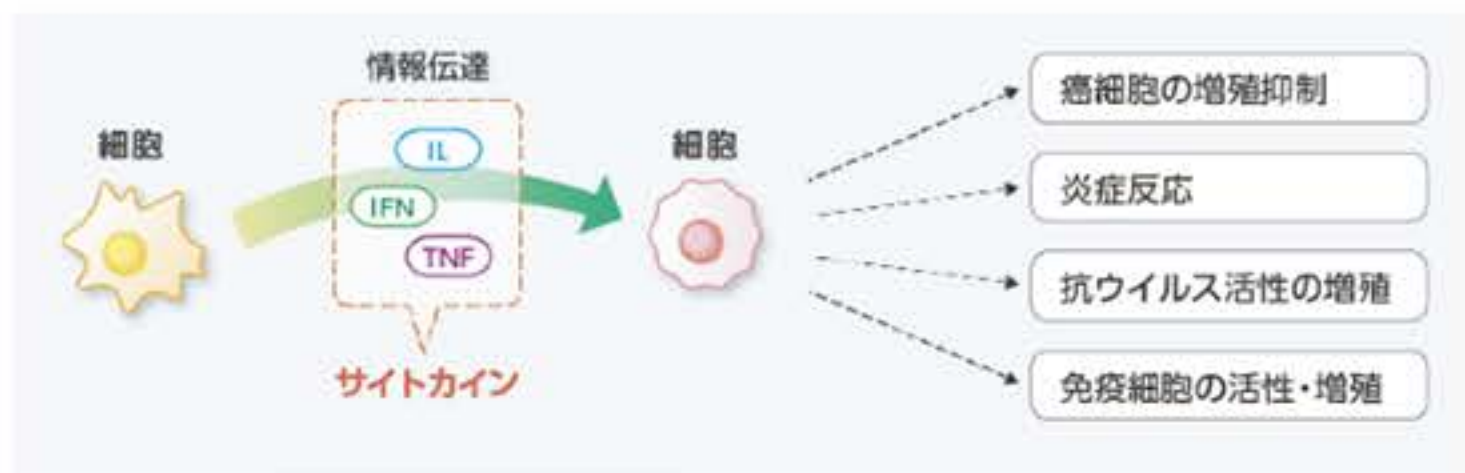 情報伝達
細胞
IL
IFN
TNF
サイトカイン
細胞
癌細胞の増殖抑制
炎症反応
抗ウイルス活性の増殖
免疫細胞の活性・増殖